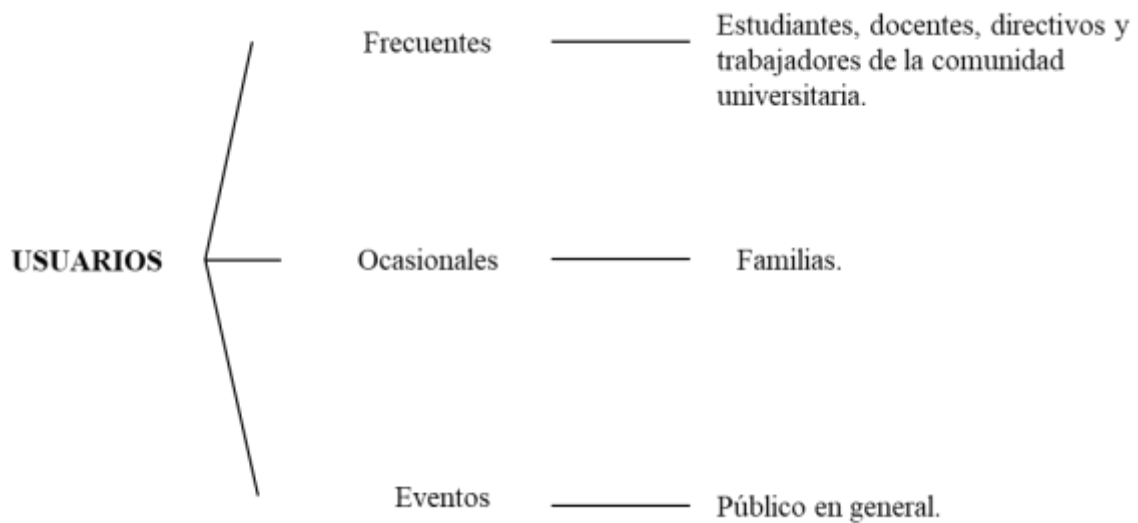 Frecuentes
Estudiantes, docentes, directivos y
trabajadores de la comunidad
universitaria.
USUARIOS
Ocasionales
Familias.
Eventos
Público en general.